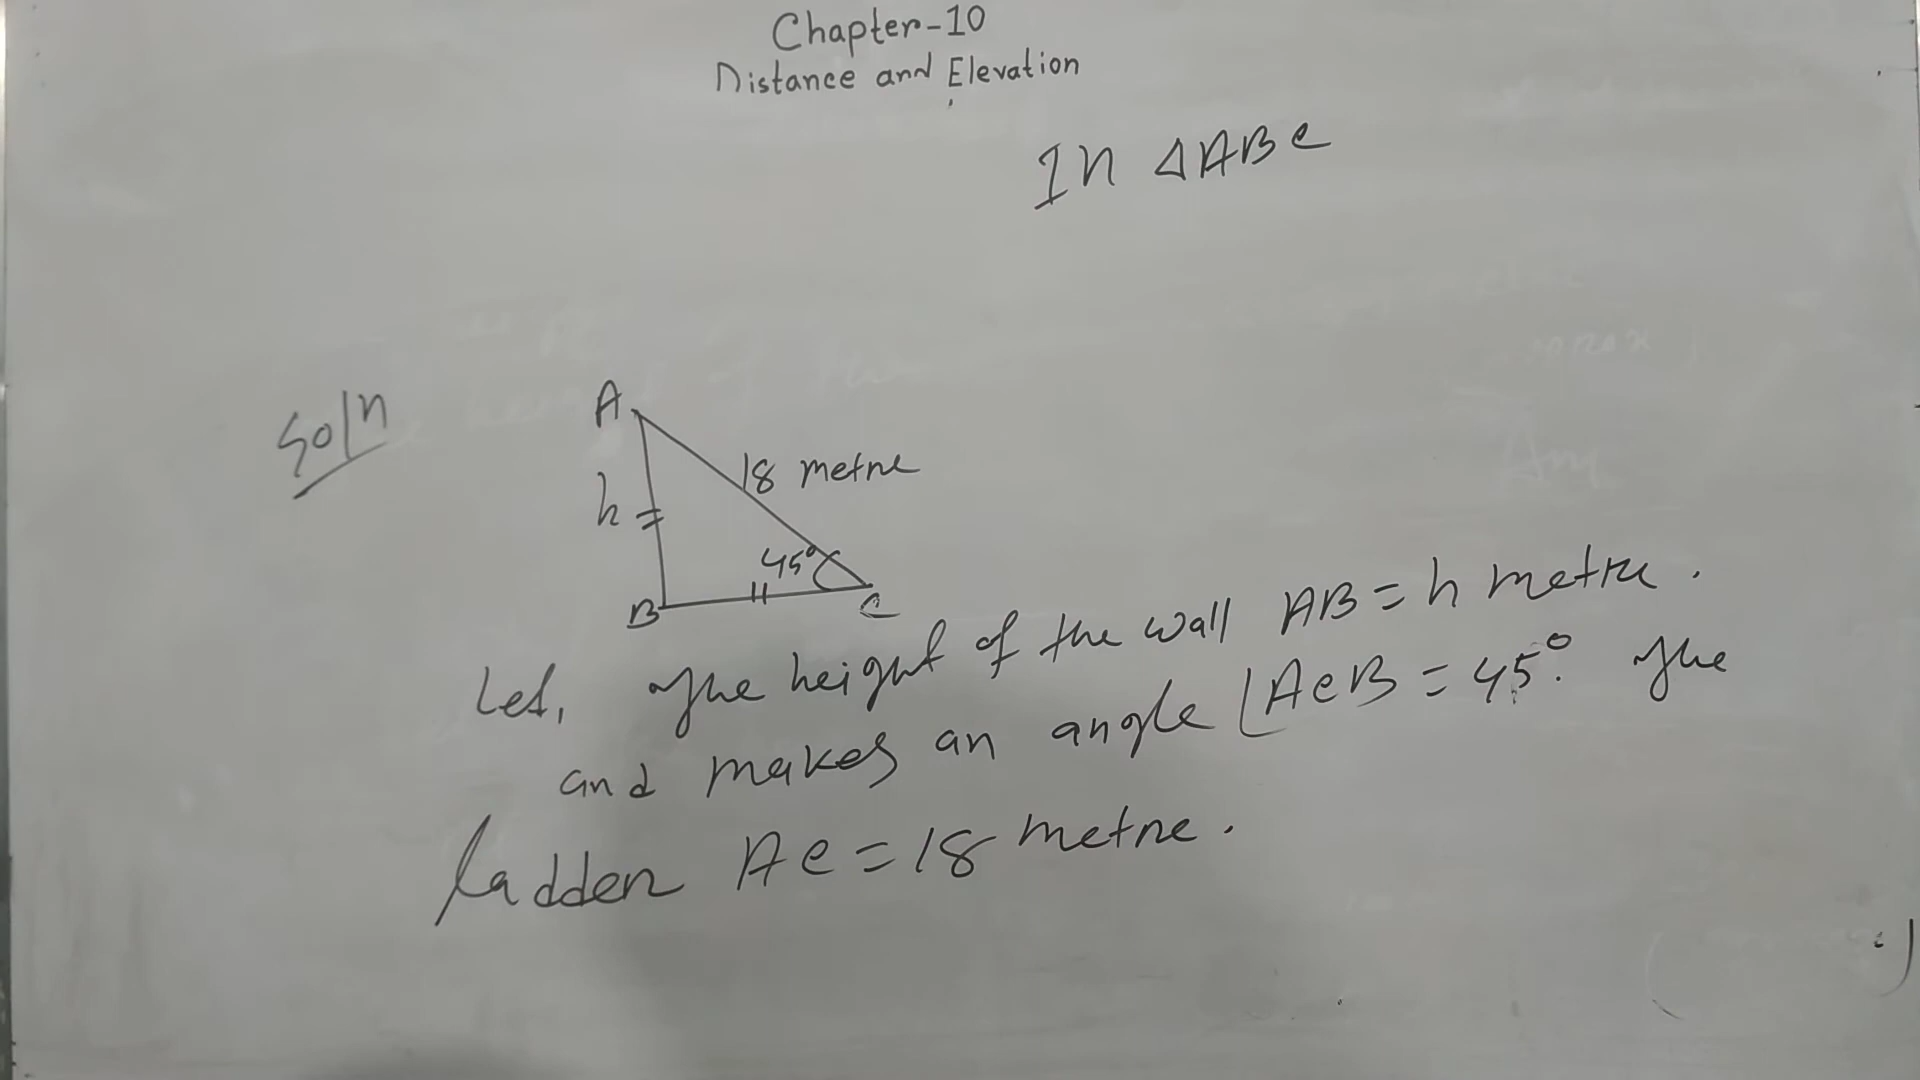 Chapter-10
Distance and Elevation
In ΔABC
Soln
A
18 metre
h
45°
B
C
Let, The height of the wall AB = h metre.
and makes an angle ∠ACB = 45°. The
ladder AC = 18 metre.